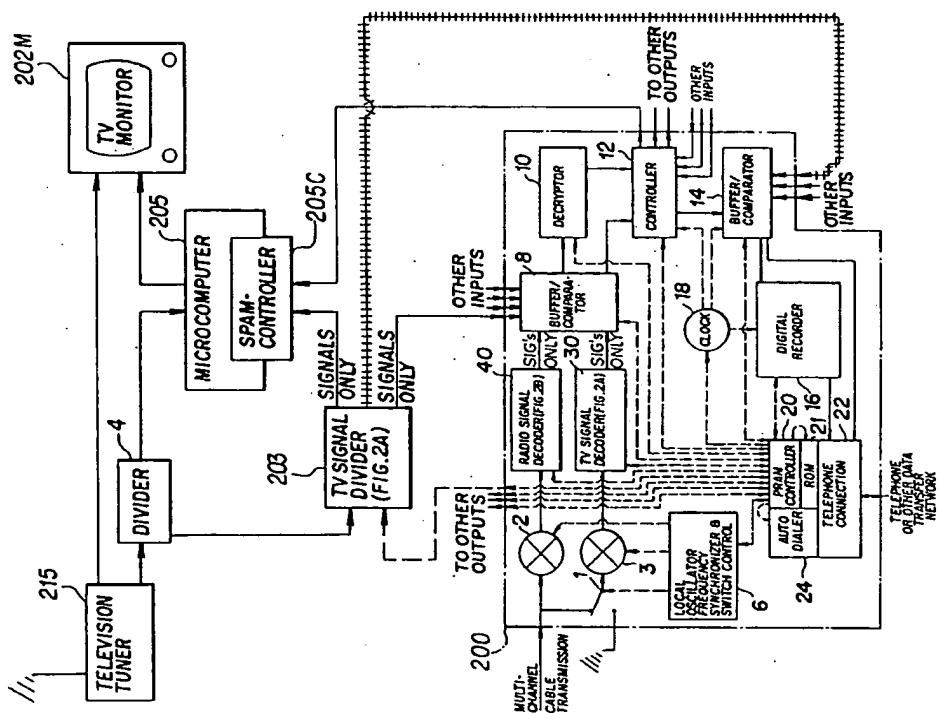 202M
TV MONITOR
205
MICROCOMPUTER
SPAM-
CONTROLLER
205C
4
DIVIDER
215
TELEVISION
TUNER
203
TV SIGNAL
DIVIDER
(FIG.2A)
SIGNALS
ONLY
SIGNALS
ONLY
TO OTHER
OUTPUTS
OTHER
INPUTS
10
DECRYPTOR
12
CONTROLLER
TO OTHER
OUTPUTS
OTHER
INPUTS
14
BUFFER/
COMPARATOR
OTHER
INPUTS
8
BUFFER/
COMPARA-
TOR
SIG's
ONLY
SIG's
ONLY
40
RADIO SIGNAL
DECODER(FIG.2B)
30
TV SIGNAL
DECODER(FIG.2A)
18
CLOCK
DIGITAL
RECORDER
16
2
1
3
200
MULTI-
CHANNEL
CABLE
TRANSMISSION
LOCAL
OSCILLATOR
FREQUENCY
SYNCHRONIZER &
SWITCH CONTROL
6
20
21
22
PRAM
CONTROLLER
ROM
AUTO
DIALER
TELEPHONE
CONNECTION
24
TELEPHONE
OR OTHER DATA
TRANSFER
NETWORK